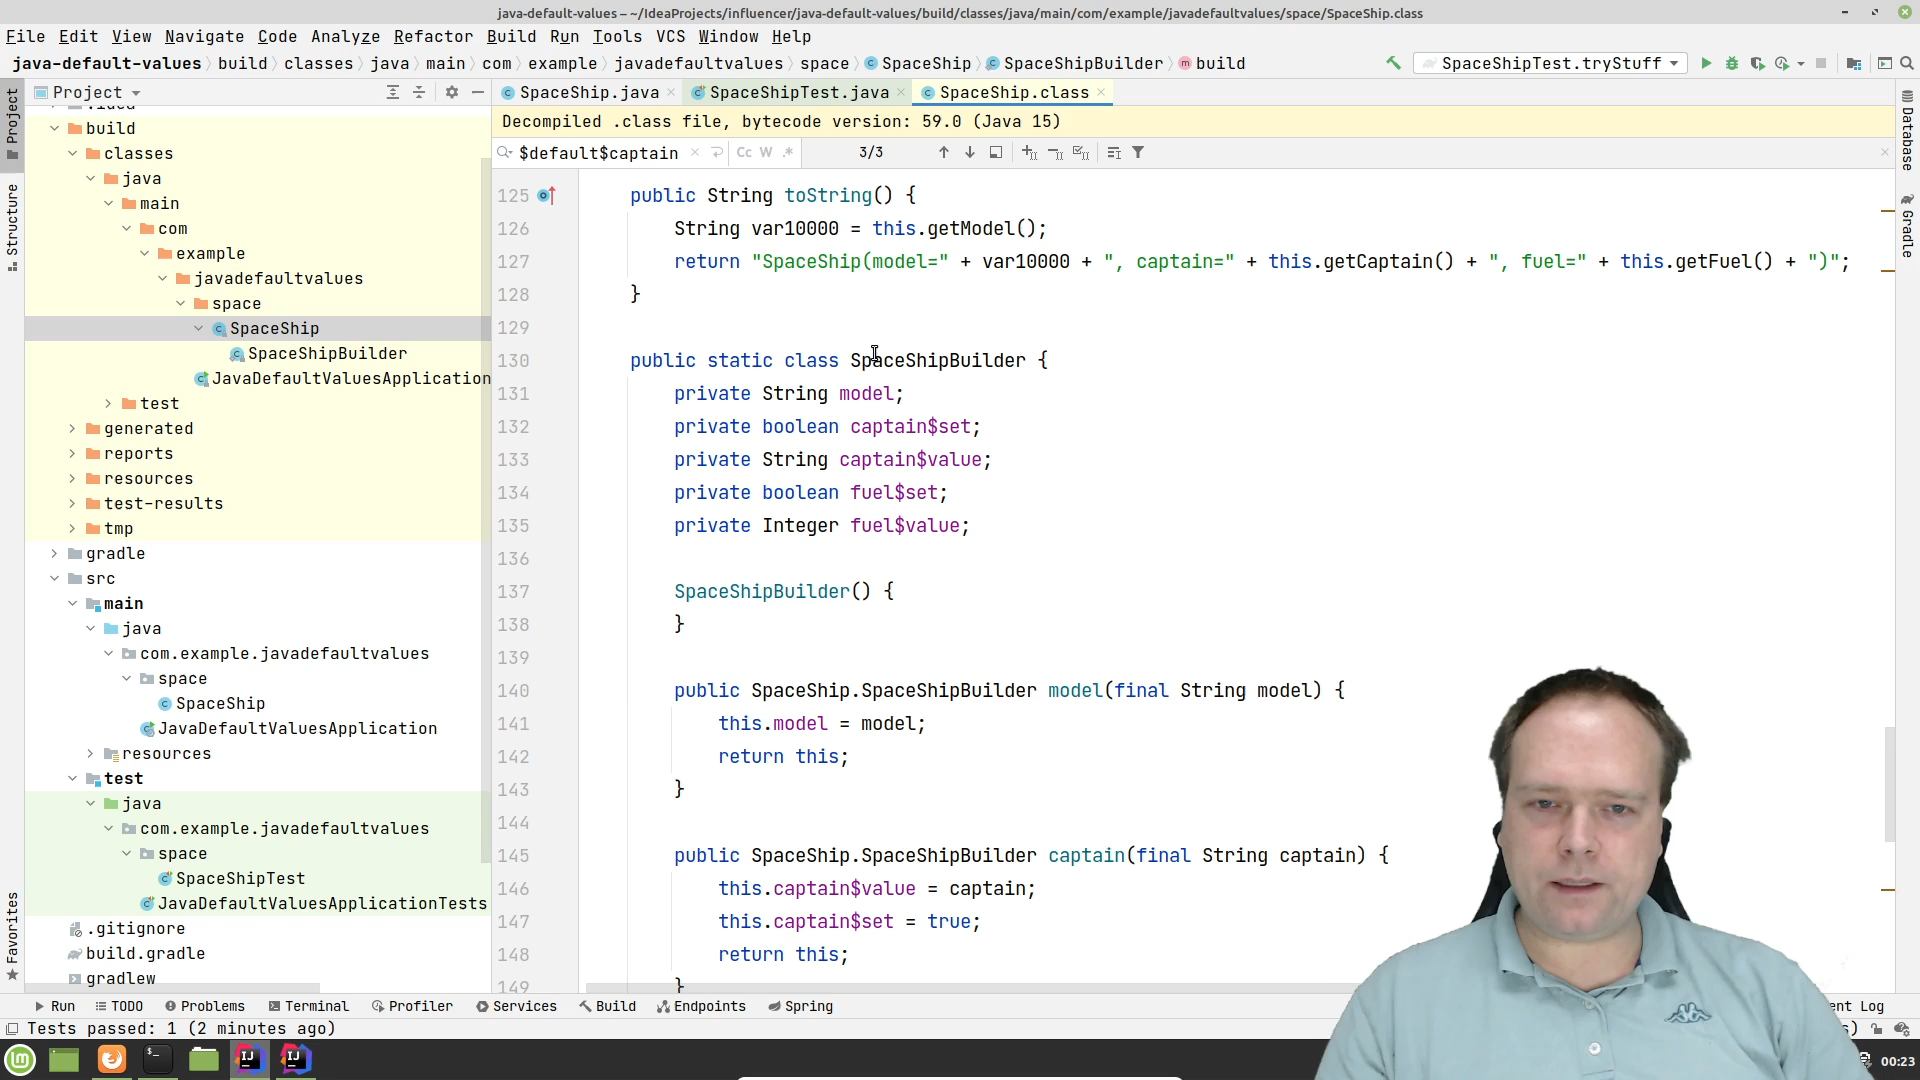 java-default-values – ~/IdeaProjects/influencer/java-default-values/build/classes/java/main/com/example/javadefaultvalues/space/SpaceShip.class
File Edit View Navigate Code Analyze Refactor Build Run Tools VCS Window Help
java-default-values build classes java main com example javadefaultvalues space SpaceShip SpaceShipBuilder build
SpaceShipTest.tryStuff
Project
SpaceShip.java
SpaceShipTest.java
SpaceShip.class
Decompiled .class file, bytecode version: 59.0 (Java 15)
$default$captain
Cc W .*
3/3
Project
Structure
Favorites
Database
Gradle
.idea
build
classes
java
main
com
example
javadefaultvalues
space
SpaceShip
SpaceShipBuilder
JavaDefaultValuesApplication
test
generated
reports
resources
test-results
tmp
gradle
src
main
java
com.example.javadefaultvalues
space
SpaceShip
JavaDefaultValuesApplication
resources
test
java
com.example.javadefaultvalues
space
SpaceShipTest
JavaDefaultValuesApplicationTests
.gitignore
build.gradle
gradlew
125 public String toString() {
126 String var10000 = this.getModel();
127 return "SpaceShip(model=" + var10000 + ", captain=" + this.getCaptain() + ", fuel=" + this.getFuel() + ")";
128 }
129
130 public static class SpaceShipBuilder {
131 private String model;
132 private boolean captain$set;
133 private String captain$value;
134 private boolean fuel$set;
135 private Integer fuel$value;
136
137 SpaceShipBuilder() {
138 }
139
140 public SpaceShip.SpaceShipBuilder model(final String model) {
141 this.model = model;
142 return this;
143 }
144
145 public SpaceShip.SpaceShipBuilder captain(final String captain) {
146 this.captain$value = captain;
147 this.captain$set = true;
148 return this;
149 }
Run TODO Problems Terminal Profiler Services Build Endpoints Spring
ent Log
Tests passed: 1 (2 minutes ago)
s)
00:23